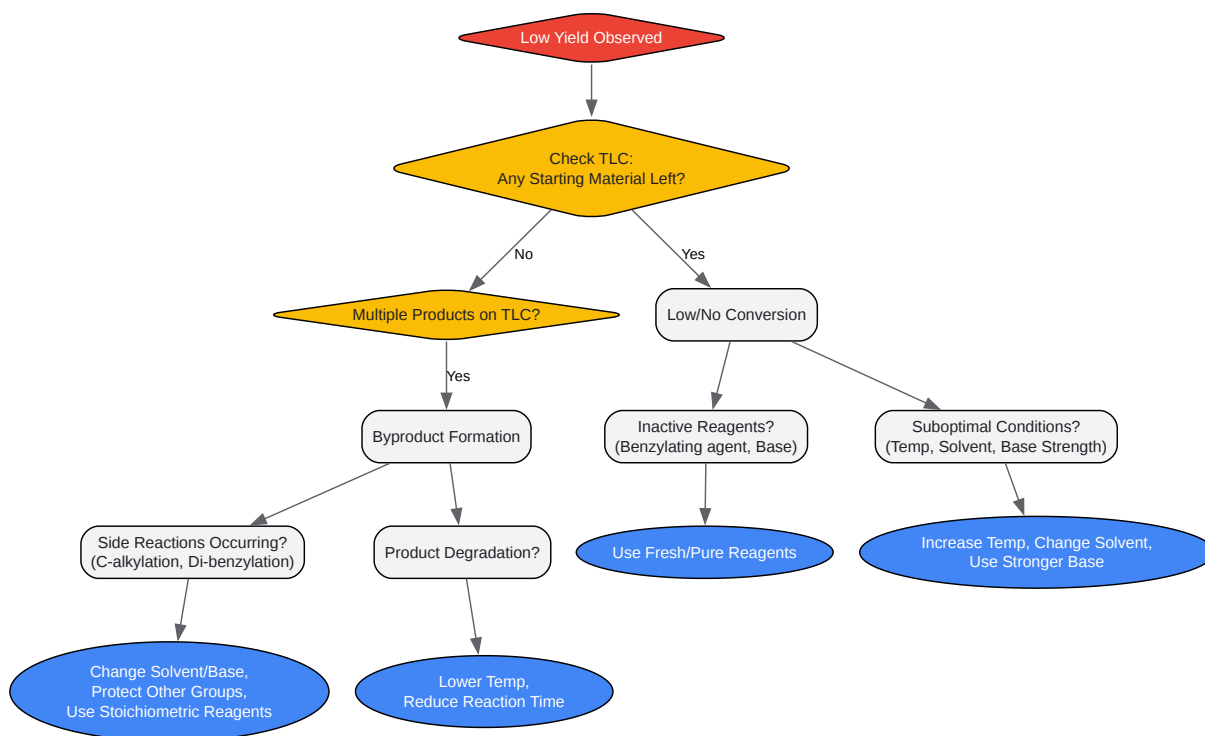 Low Yield Observed
Check TLC:
Any Starting Material Left?
No
Yes
Multiple Products on TLC?
Low/No Conversion
Yes
Byproduct Formation
Inactive Reagents?
(Benzylating agent, Base)
Suboptimal Conditions?
(Temp, Solvent, Base Strength)
Side Reactions Occurring?
(C-alkylation, Di-benzylation)
Product Degradation?
Use Fresh/Pure Reagents
Increase Temp, Change Solvent,
Use Stronger Base
Change Solvent/Base,
Protect Other Groups,
Use Stoichiometric Reagents
Lower Temp,
Reduce Reaction Time